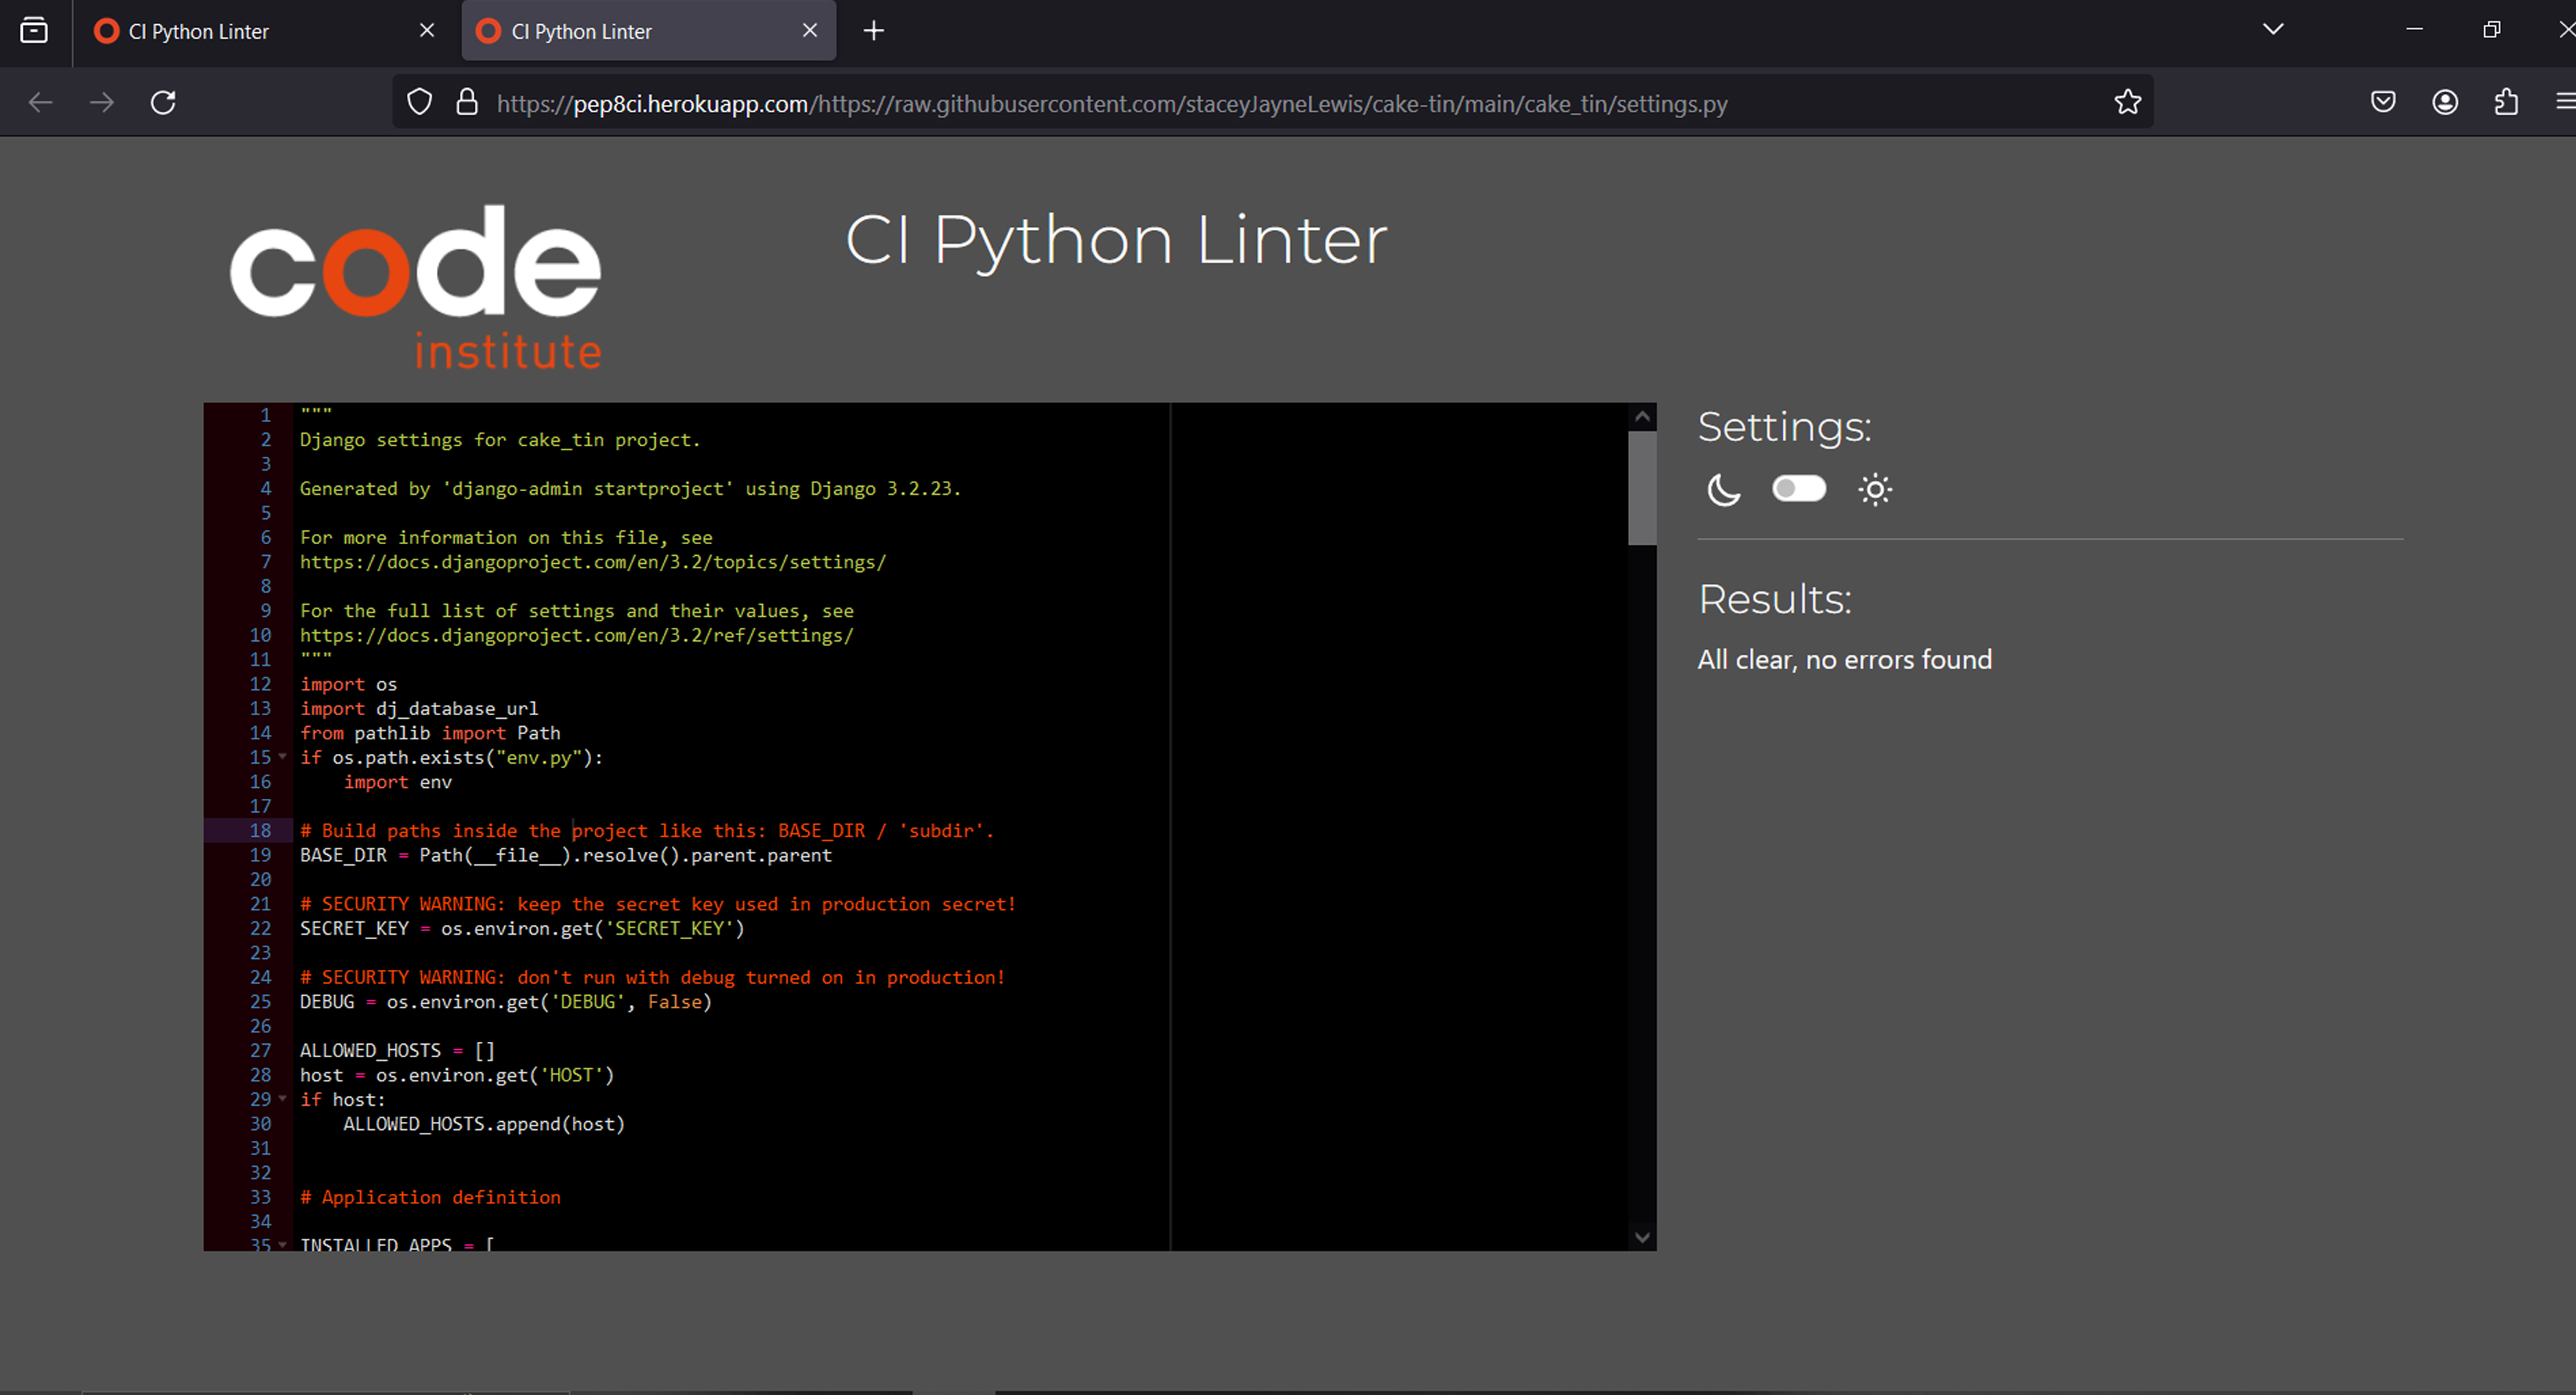 CI Python Linter
CI Python Linter
https://pep8ci.herokuapp.com/https://raw.githubusercontent.com/staceyJayneLewis/cake-tin/main/cake_tin/settings.py
code
institute
CI Python Linter
1 """
2 Django settings for cake_tin project.
3
4 Generated by 'django-admin startproject' using Django 3.2.23.
5
6 For more information on this file, see
7 https://docs.djangoproject.com/en/3.2/topics/settings/
8
9 For the full list of settings and their values, see
10 https://docs.djangoproject.com/en/3.2/ref/settings/
11 """
12 import os
13 import dj_database_url
14 from pathlib import Path
15 if os.path.exists("env.py"):
16     import env
17
18 # Build paths inside the project like this: BASE_DIR / 'subdir'.
19 BASE_DIR = Path(__file__).resolve().parent.parent
20
21 # SECURITY WARNING: keep the secret key used in production secret!
22 SECRET_KEY = os.environ.get('SECRET_KEY')
23
24 # SECURITY WARNING: don't run with debug turned on in production!
25 DEBUG = os.environ.get('DEBUG', False)
26
27 ALLOWED_HOSTS = []
28 host = os.environ.get('HOST')
29 if host:
30     ALLOWED_HOSTS.append(host)
31
32
33 # Application definition
34
35 INSTALLED_APPS = [
Settings:
Results:
All clear, no errors found